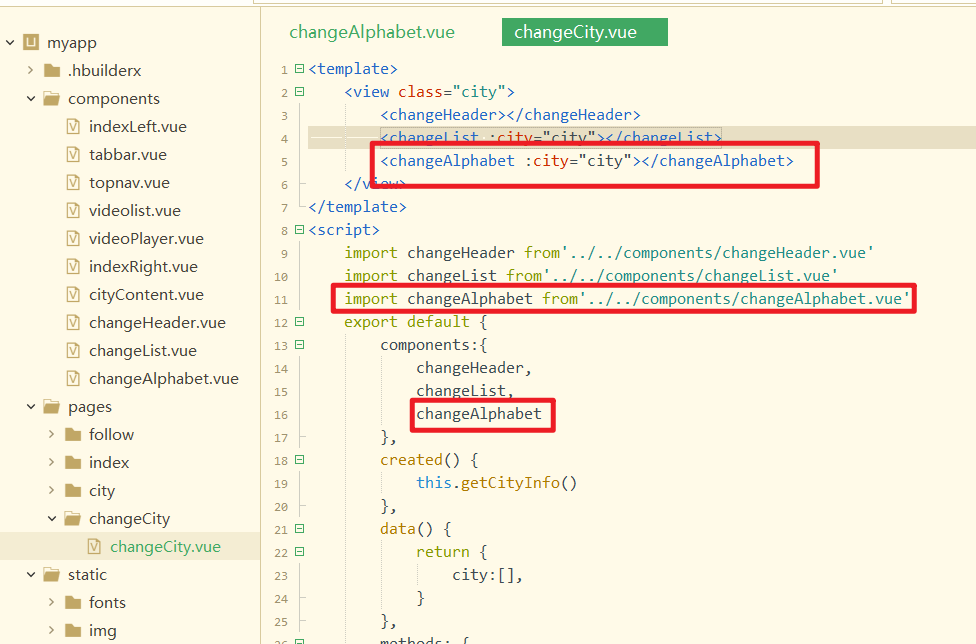 myapp
.hbuilderx
components
indexLeft.vue
tabbar.vue
topnav.vue
videolist.vue
videoPlayer.vue
indexRight.vue
cityContent.vue
changeHeader.vue
changeList.vue
changeAlphabet.vue
pages
follow
index
city
changeCity
changeCity.vue
static
fonts
img
changeAlphabet.vue changeCity.vue
1 <template>
2 <view class="city">
3 <changeHeader></changeHeader>
4 <changeList :city="city"></changeList>
5 <changeAlphabet :city="city"></changeAlphabet>
6 </view>
7 </template>
8 <script>
9 import changeHeader from'../../components/changeHeader.vue'
10 import changeList from'../../components/changeList.vue'
11 import changeAlphabet from'../../components/changeAlphabet.vue'
12 export default {
13 components:{
14 changeHeader,
15 changeList,
16 changeAlphabet
17 },
18 created() {
19 this.getCityInfo()
20 },
21 data() {
22 return {
23 city:[],
24 }
25 },
26 methods: {